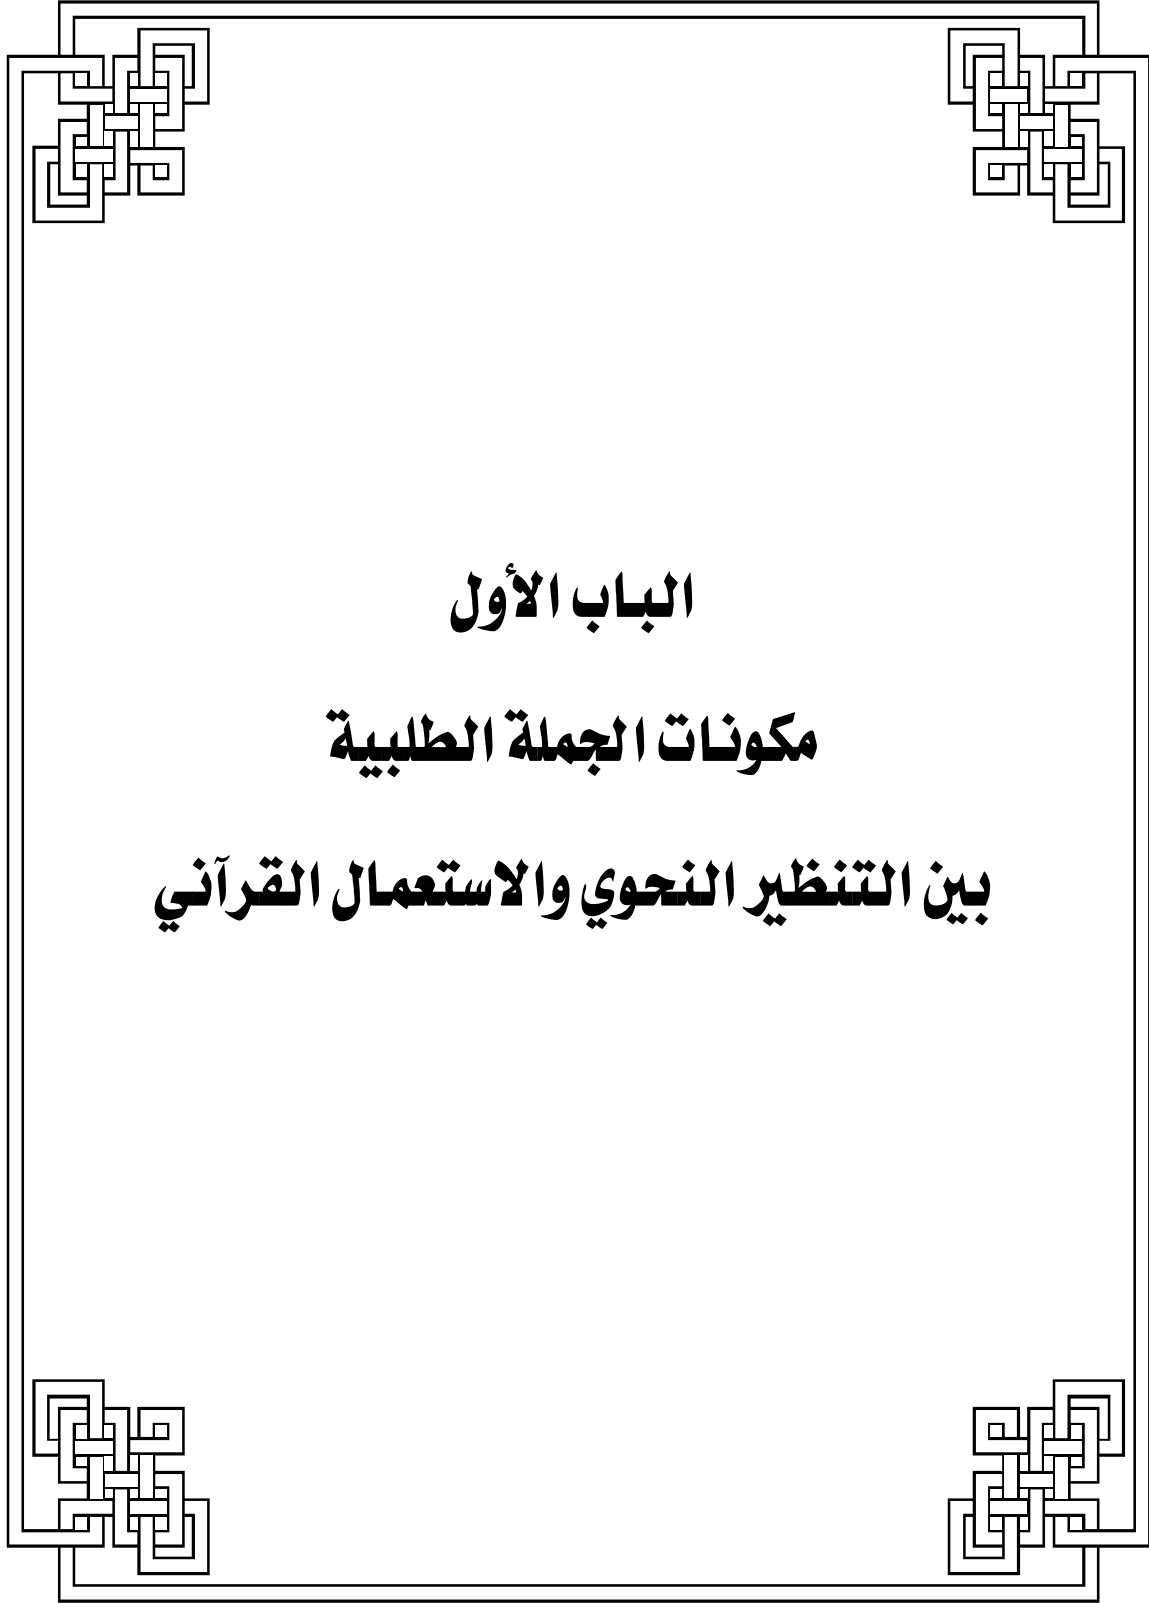 الباب الأول
مكونات الجملة الطلبية
بين التنظير النحوي والاستعمال القرآني